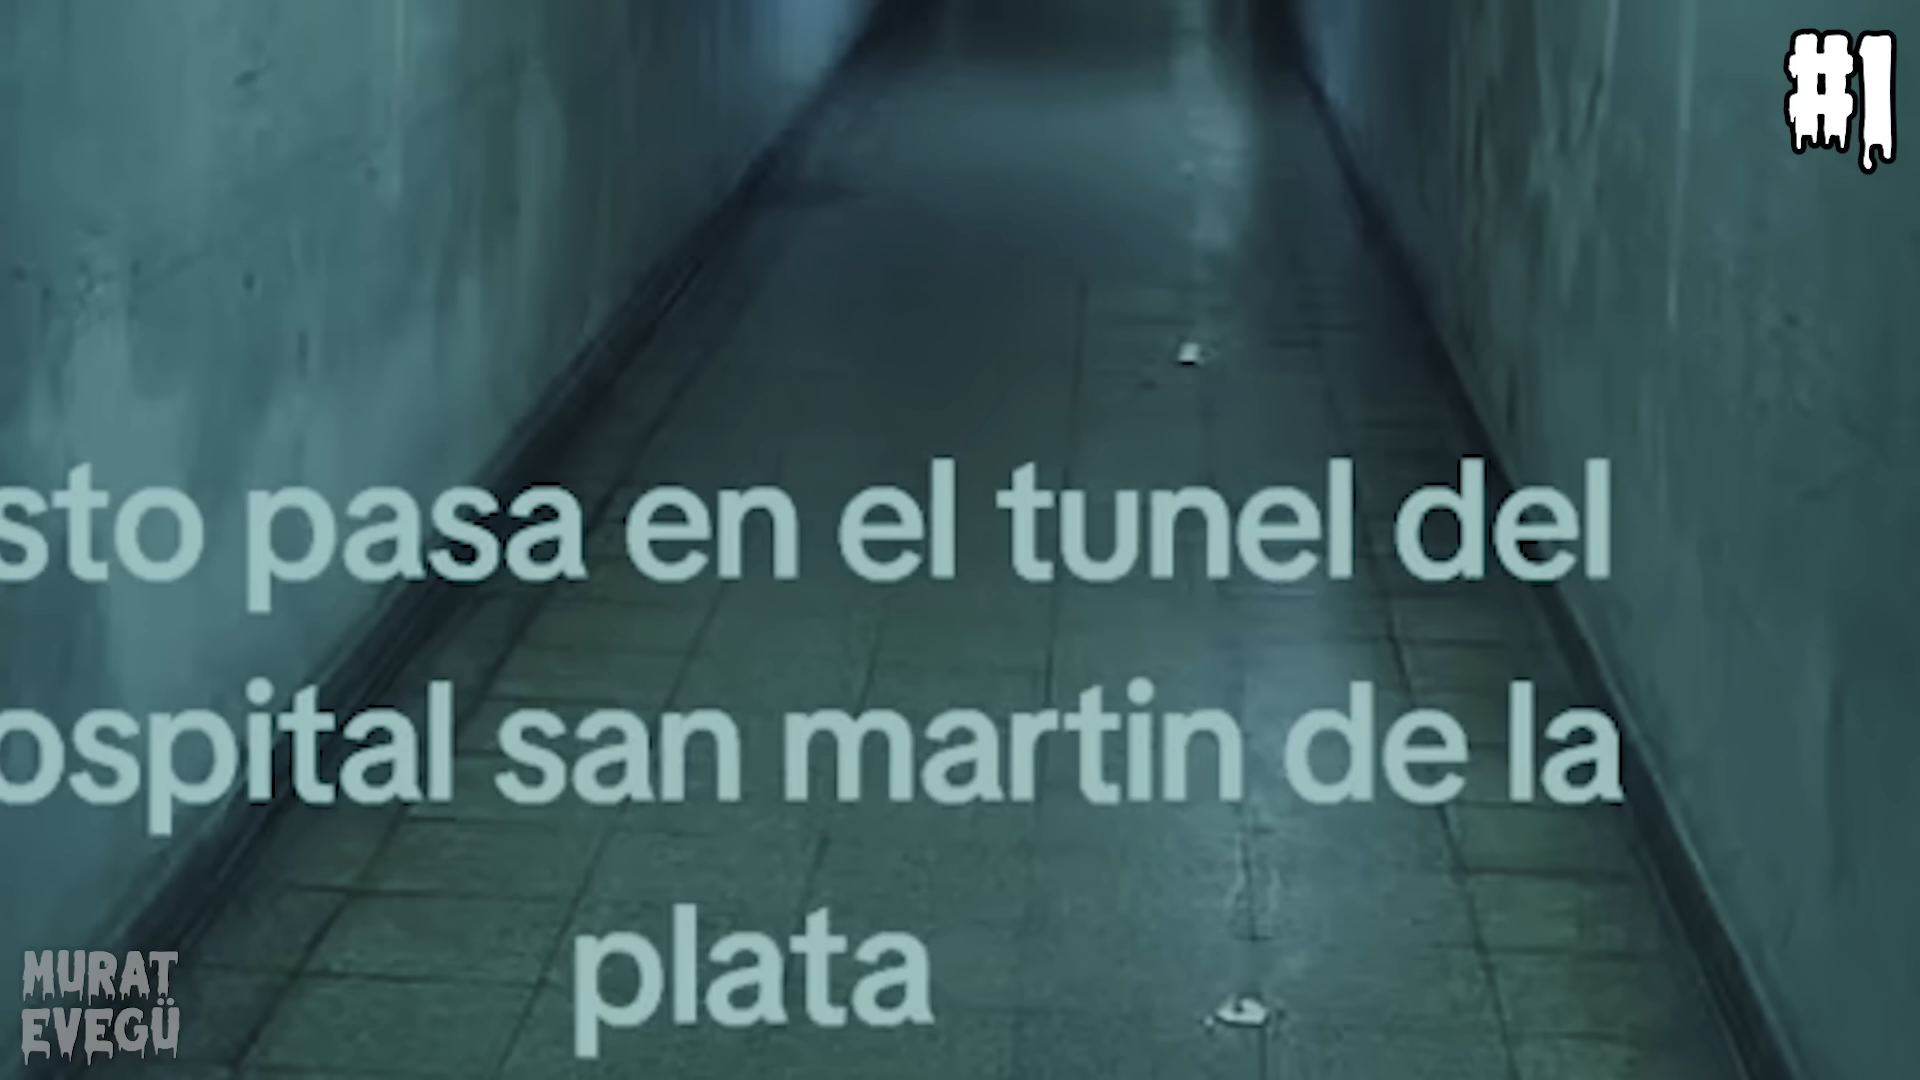 #1
sto pasa en el tunel del
ospital san martin de la
plata
MURAT
EVEGÜ